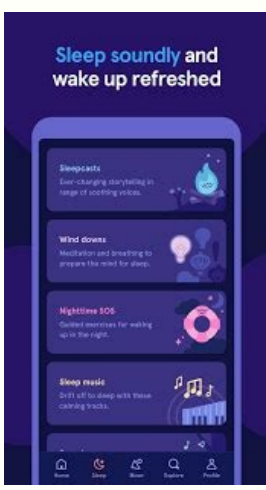 Sleep soundly and
wake up refreshed
Sleepcasts
Ever-changing storytelling in
range of soothing voices.
Wind downs
Meditation and breathing to
prepare the mind for sleep.
Nighttime SOS
Guided exercises for waking
up in the night.
Sleep music
Drift off to sleep with these
calming tracks.
Home Sleep Move Explore Profile